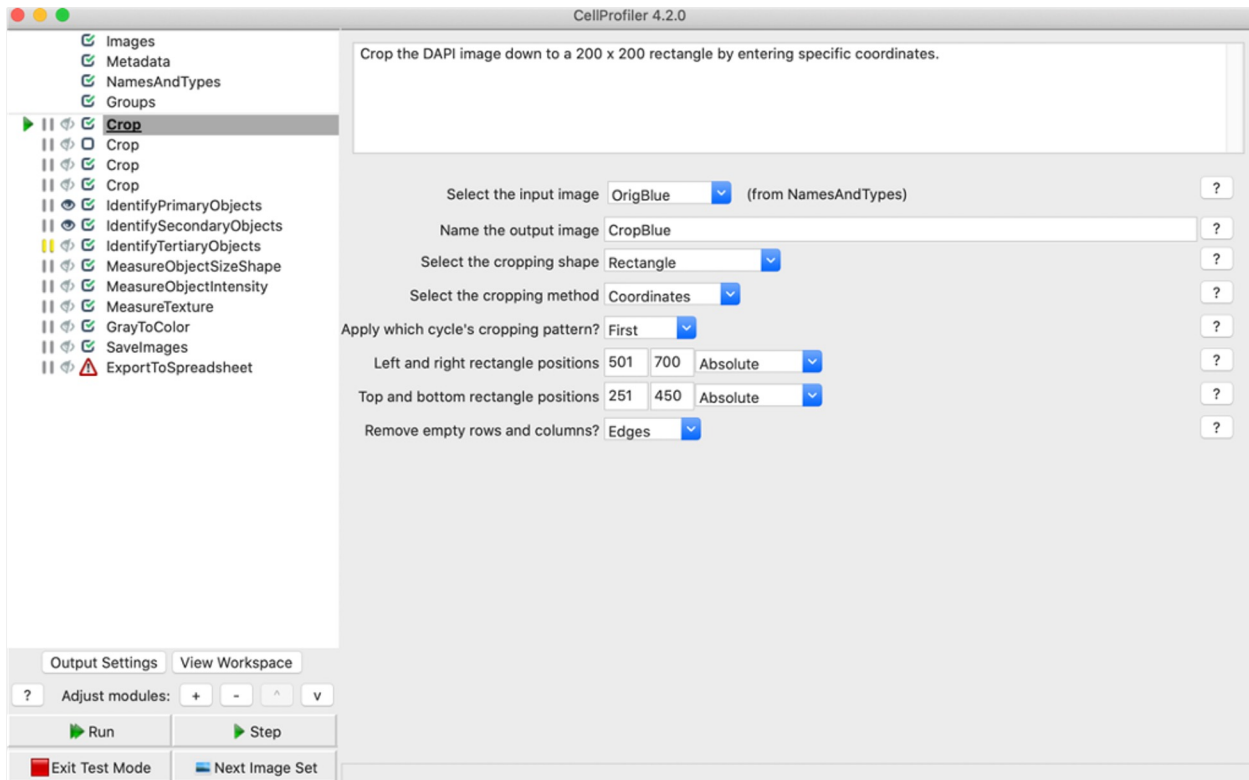 CellProfiler 4.2.0
Images
Metadata
NamesAndTypes
Groups
Crop
Crop
Crop
Crop
IdentifyPrimaryObjects
IdentifySecondaryObjects
IdentifyTertiaryObjects
MeasureObjectSizeShape
MeasureObjectIntensity
MeasureTexture
GrayToColor
SaveImages
ExportToSpreadsheet
Output Settings View Workspace
? Adjust modules: + - ^ v
Run Step
Exit Test Mode Next Image Set
Crop the DAPI image down to a 200 x 200 rectangle by entering specific coordinates.
Select the input image OrigBlue (from NamesAndTypes) ?
Name the output image CropBlue ?
Select the cropping shape Rectangle ?
Select the cropping method Coordinates ?
Apply which cycle's cropping pattern? First ?
Left and right rectangle positions 501 700 Absolute ?
Top and bottom rectangle positions 251 450 Absolute ?
Remove empty rows and columns? Edges ?